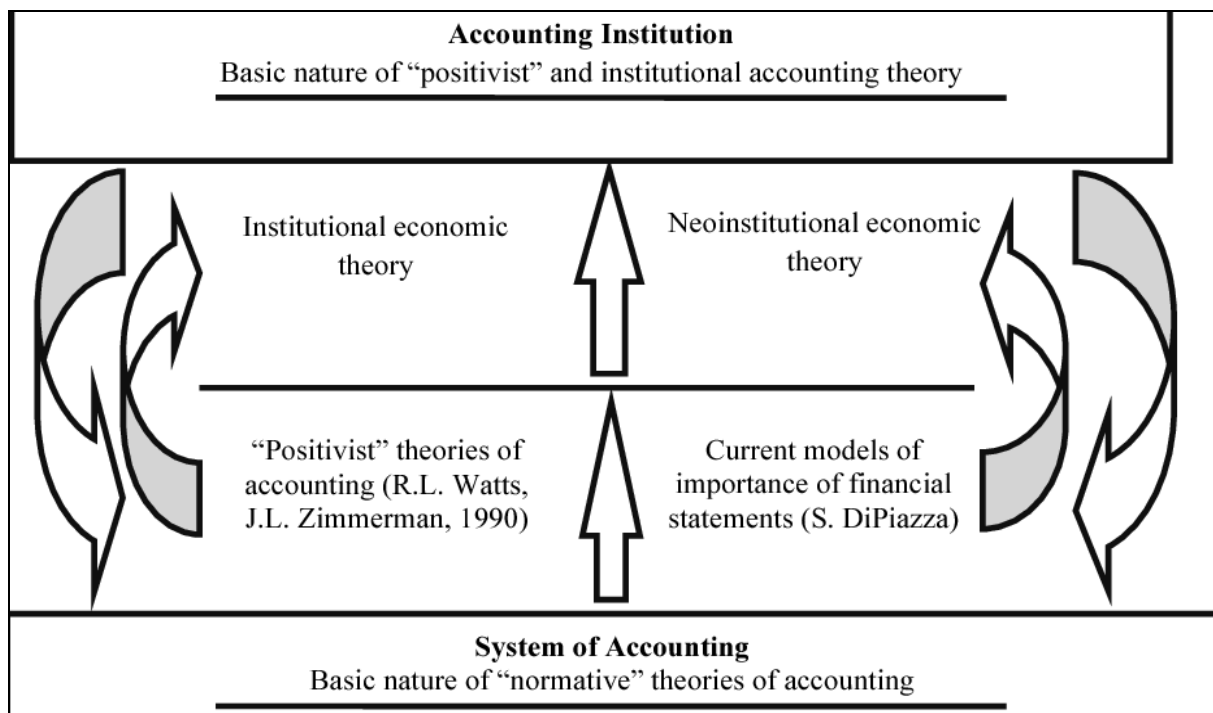 Accounting Institution
Basic nature of “positivist” and institutional accounting theory
Institutional economic
theory
Neoinstitutional economic
theory
“Positivist” theories of
accounting (R.L. Watts,
J.L. Zimmerman, 1990)
Current models of
importance of financial
statements (S. DiPiazza)
System of Accounting
Basic nature of “normative” theories of accounting